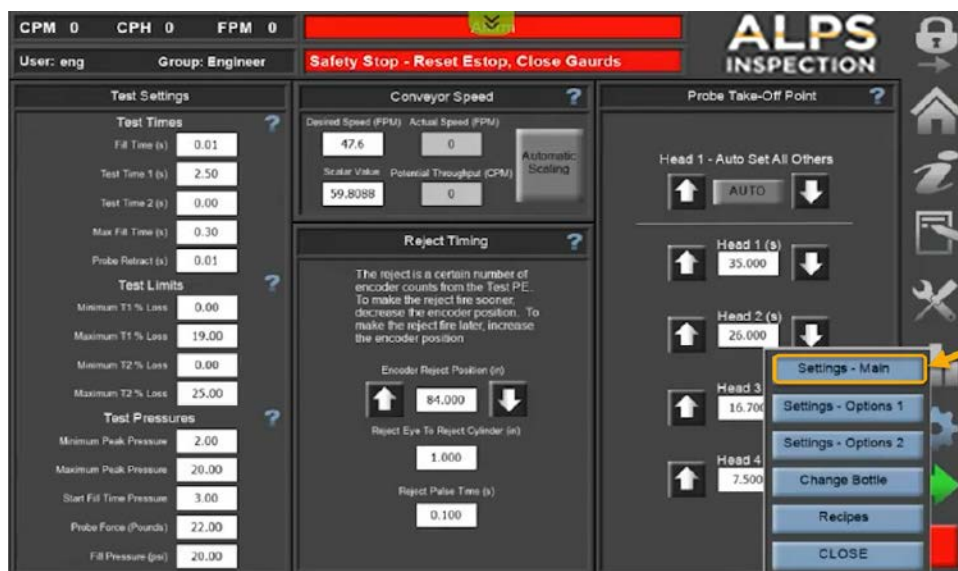 CPM 0 CPH 0 FPM 0
User: eng Group: Engineer
Safety Stop - Reset Estop, Close Gaurds
ALPS
INSPECTION
Test Settings
Test Times ?
Fill Time (s) 0.01
Test Time 1 (s) 2.50
Test Time 2 (s) 0.00
Max Fill Time (s) 0.30
Probe Retract (s) 0.01
Test Limits ?
Minimum T1 % Loss 0.00
Maximum T1 % Loss 19.00
Minimum T2 % Loss 0.00
Maximum T2 % Loss 25.00
Test Pressures ?
Minimum Peak Pressure 2.00
Maximum Peak Pressure 20.00
Start Fill Time Pressure 3.00
Probe Force (Pounds) 22.00
Fill Pressure (psi) 20.00
Conveyor Speed ?
Desired Speed (FPM) Actual Speed (FPM)
47.6 0
Scalar Value Potential Throughput (CPM)
59.8088 0
Automatic
Scaling
Reject Timing ?
The reject is a certain number of
encoder counts from the Test PE.
To make the reject fire sooner,
decrease the encoder position. To
make the reject fire later, increase
the encoder position
Encoder Reject Position (in)
84.000
Reject Eye To Reject Cylinder (in)
1.000
Reject Pulse Time (s)
0.100
Probe Take-Off Point ?
Head 1 - Auto Set All Others
AUTO
Head 1 (s)
35.000
Head 2 (s)
26.000
Head 3
16.700
Head 4
7.500
Settings - Main
Settings - Options 1
Settings - Options 2
Change Bottle
Recipes
CLOSE